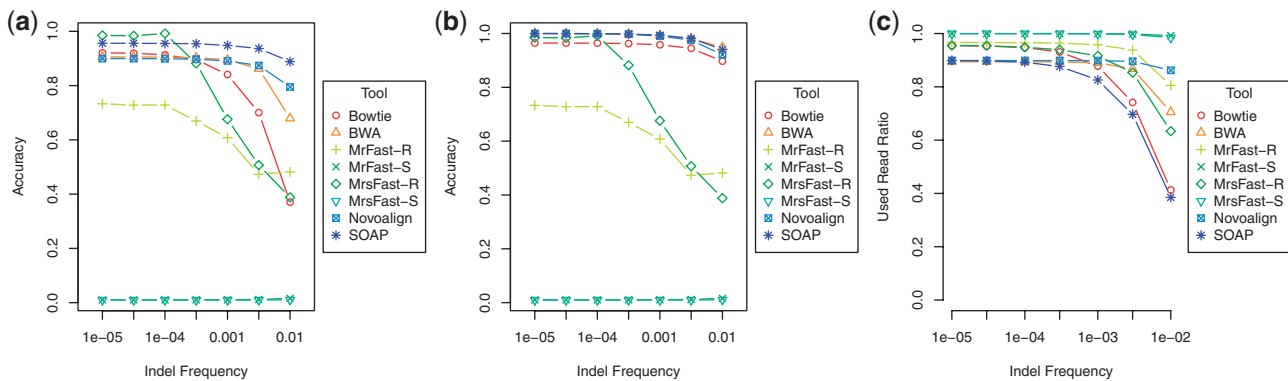 (a)
Accuracy
1.0
0.8
0.6
0.4
0.2
0.0
1e−05
1e−04
0.001
0.01
Indel Frequency
Tool
Bowtie
BWA
MrFast−R
MrFast−S
MrsFast−R
MrsFast−S
Novoalign
SOAP
(b)
Accuracy
1.0
0.8
0.6
0.4
0.2
0.0
1e−05
1e−04
0.001
0.01
Indel Frequency
Tool
Bowtie
BWA
MrFast−R
MrFast−S
MrsFast−R
MrsFast−S
Novoalign
SOAP
(c)
Used Read Ratio
1.0
0.8
0.6
0.4
0.2
0.0
1e−05
1e−04
1e−03
1e−02
Indel Frequency
Tool
Bowtie
BWA
MrFast−R
MrFast−S
MrsFast−R
MrsFast−S
Novoalign
SOAP